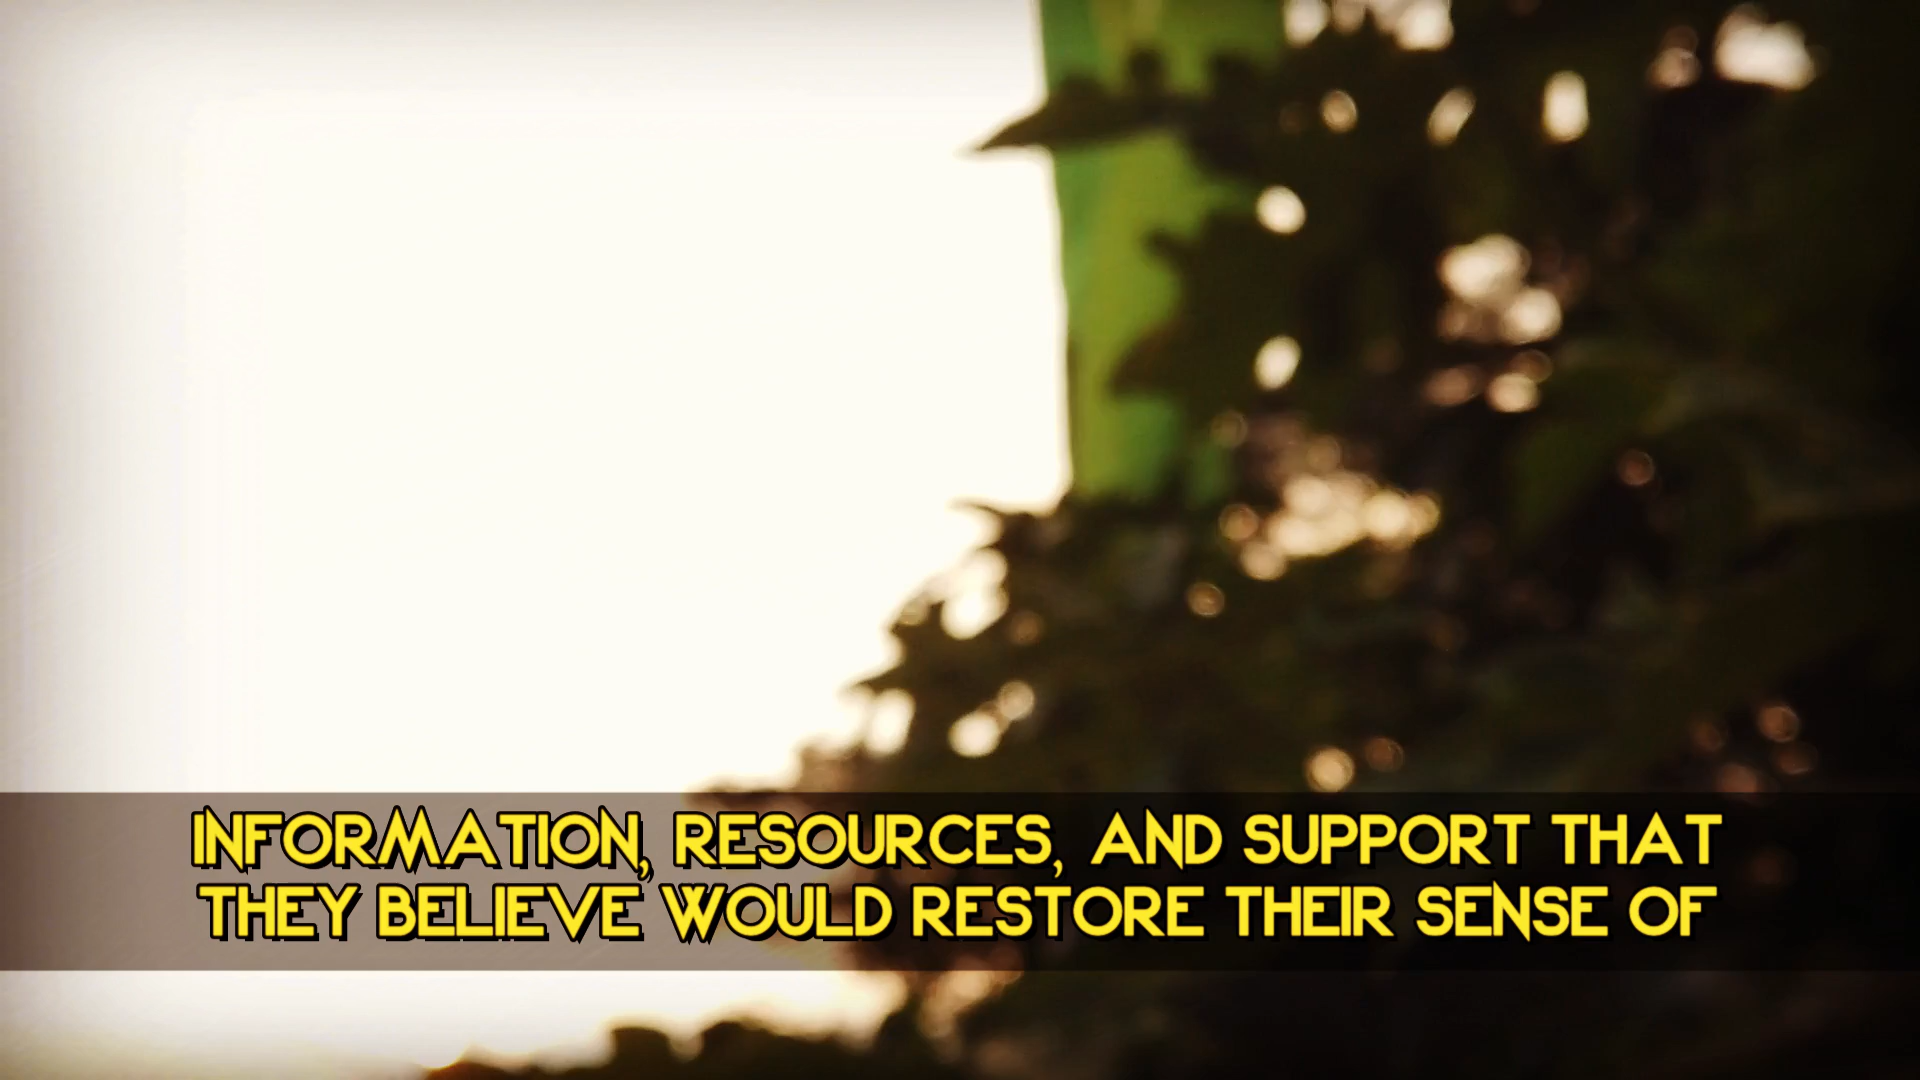 INFORMATION, RESOURCES, AND SUPPORT THAT
THEY BELIEVE WOULD RESTORE THEIR SENSE OF